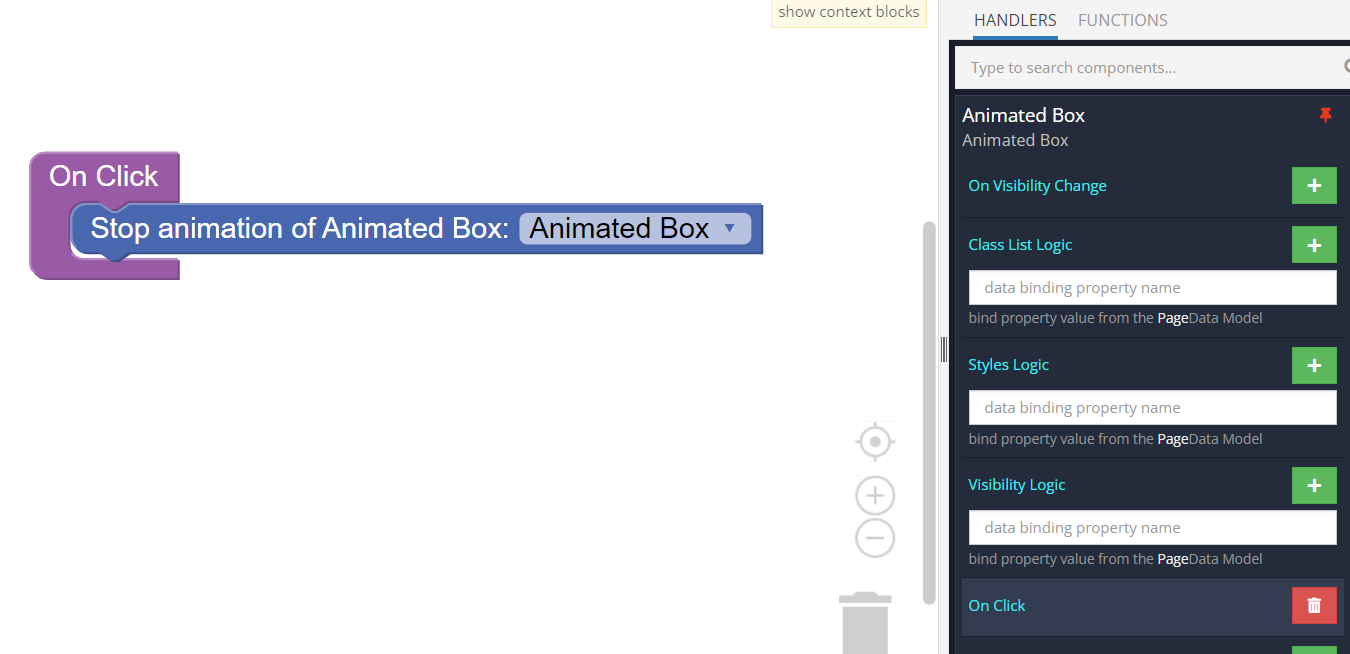 show context blocks
On Click
Stop animation of Animated Box: Animated Box
HANDLERS FUNCTIONS
Type to search components...
Animated Box
Animated Box
On Visibility Change
Class List Logic
data binding property name
bind property value from the PageData Model
Styles Logic
data binding property name
bind property value from the PageData Model
Visibility Logic
data binding property name
bind property value from the PageData Model
On Click